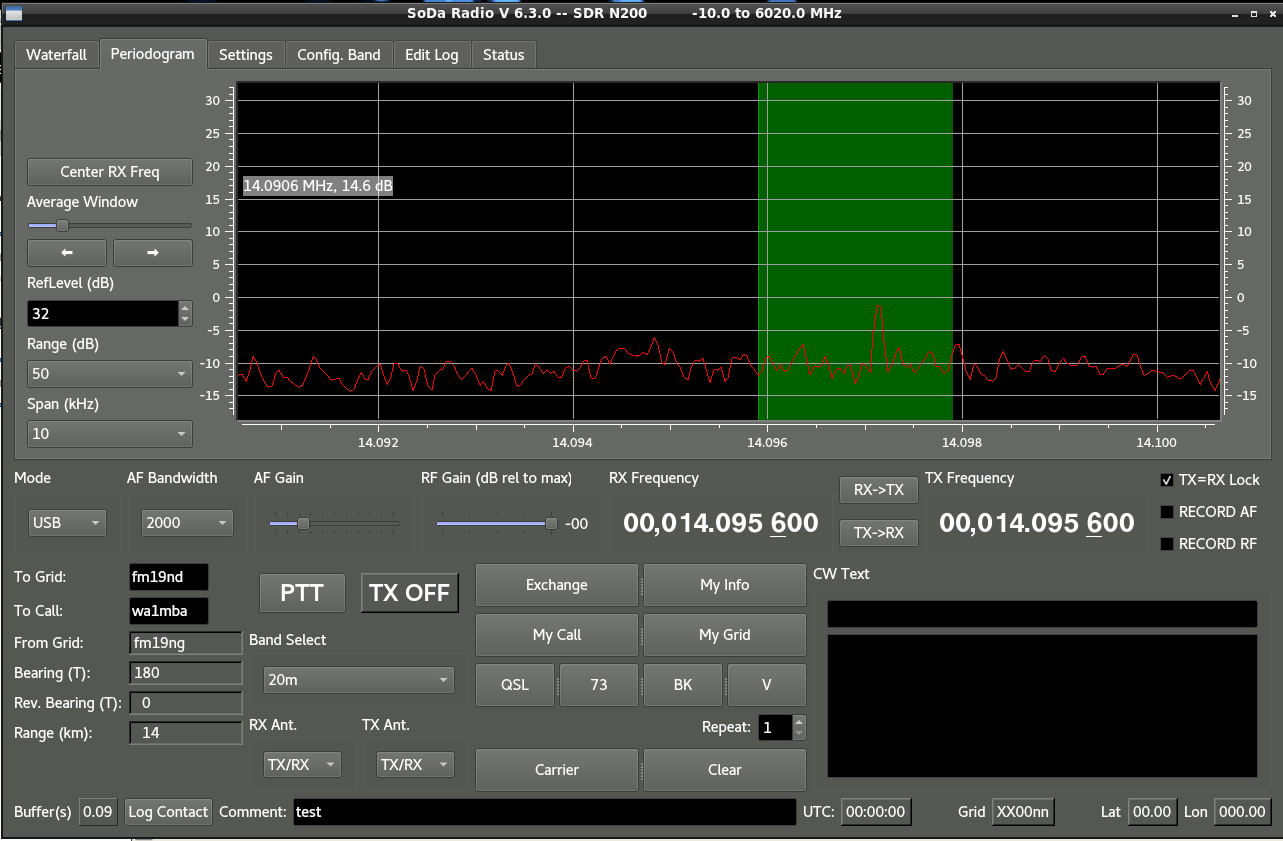 SoDa Radio V 6.3.0 -- SDR N200 -10.0 to 6020.0 MHz
Waterfall Periodogram Settings Config. Band Edit Log Status
30 30
25 25
20 20
15 15
10 10
5 5
0 0
-5 -5
-10 -10
-15 -15
14.0906 MHz, 14.6 dB
14.092 14.094 14.096 14.098 14.100
Center RX Freq
Average Window
← →
RefLevel (dB)
32
Range (dB)
50
Span (kHz)
10
Mode AF Bandwidth AF Gain RF Gain (dB rel to max) RX Frequency TX Frequency
USB 2000 -00 00,014.095 600 RX->TX TX->RX 00,014.095 600
TX=RX Lock
RECORD AF
RECORD RF
To Grid: fm19nd
To Call: wa1mba
From Grid: fm19ng
Bearing (T): 180
Rev. Bearing (T): 0
Range (km): 14
PTT TX OFF
Band Select
20m
RX Ant. TX Ant.
TX/RX TX/RX
Exchange My Info
My Call My Grid
QSL 73 BK V
Repeat: 1
Carrier Clear
CW Text
Buffer(s) 0.09 Log Contact Comment: test UTC: 00:00:00 Grid XX00nn Lat 00.00 Lon 000.00